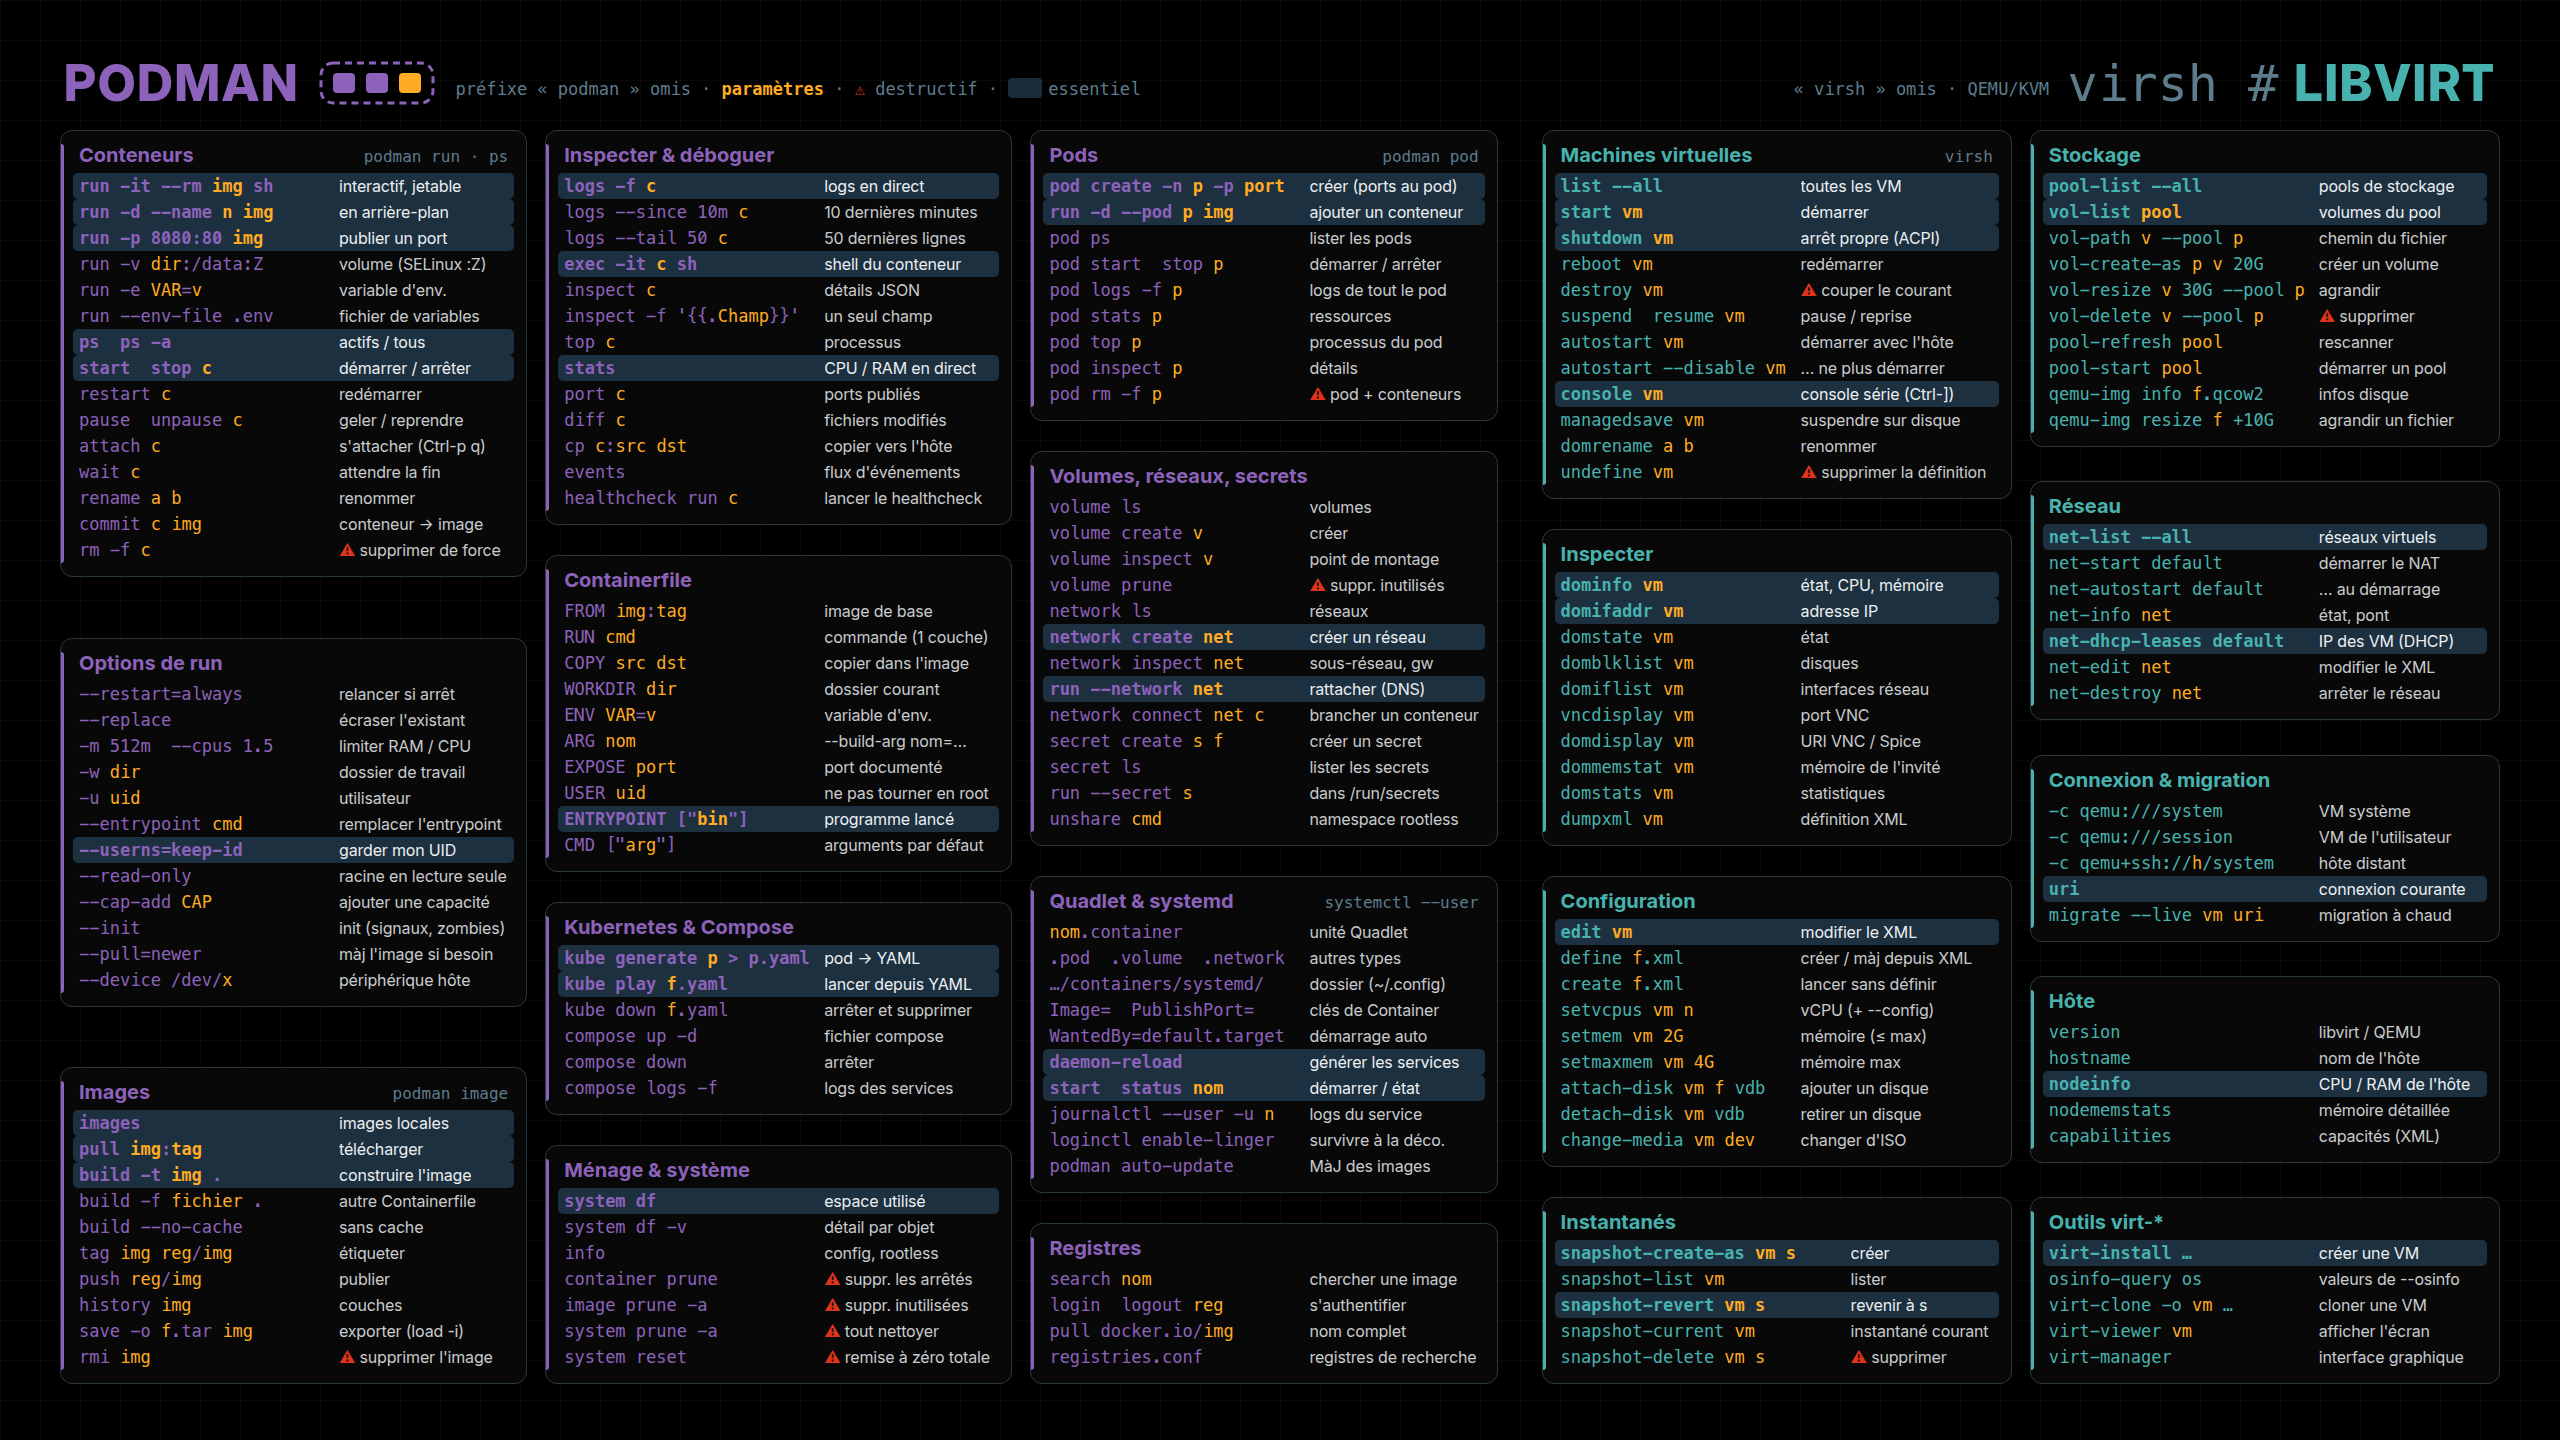 PODMAN préfixe « podman » omis · paramètres · ⚠ destructif · essentiel
« virsh » omis · QEMU/KVM virsh # LIBVIRT
Conteneurs podman run · ps
run -it --rm img sh interactif, jetable
run -d --name n img en arrière-plan
run -p 8080:80 img publier un port
run -v dir:/data:Z volume (SELinux :Z)
run -e VAR=v variable d'env.
run --env-file .env fichier de variables
ps ps -a actifs / tous
start stop c démarrer / arrêter
restart c redémarrer
pause unpause c geler / reprendre
attach c s'attacher (Ctrl-p q)
wait c attendre la fin
rename a b renommer
commit c img conteneur → image
rm -f c ⚠ supprimer de force
Options de run
--restart=always relancer si arrêt
--replace écraser l'existant
-m 512m --cpus 1.5 limiter RAM / CPU
-w dir dossier de travail
-u uid utilisateur
--entrypoint cmd remplacer l'entrypoint
--userns=keep-id garder mon UID
--read-only racine en lecture seule
--cap-add CAP ajouter une capacité
--init init (signaux, zombies)
--pull=newer màj l'image si besoin
--device /dev/x périphérique hôte
Images podman image
images images locales
pull img:tag télécharger
build -t img . construire l'image
build -f fichier . autre Containerfile
build --no-cache sans cache
tag img reg/img étiqueter
push reg/img publier
history img couches
save -o f.tar img exporter (load -i)
rmi img ⚠ supprimer l'image
Inspecter & déboguer
logs -f c logs en direct
logs --since 10m c 10 dernières minutes
logs --tail 50 c 50 dernières lignes
exec -it c sh shell du conteneur
inspect c détails JSON
inspect -f '{{.Champ}}' un seul champ
top c processus
stats CPU / RAM en direct
port c ports publiés
diff c fichiers modifiés
cp c:src dst copier vers l'hôte
events flux d'événements
healthcheck run c lancer le healthcheck
Containerfile
FROM img:tag image de base
RUN cmd commande (1 couche)
COPY src dst copier dans l'image
WORKDIR dir dossier courant
ENV VAR=v variable d'env.
ARG nom --build-arg nom=…
EXPOSE port port documenté
USER uid ne pas tourner en root
ENTRYPOINT ["bin"] programme lancé
CMD ["arg"] arguments par défaut
Kubernetes & Compose
kube generate p > p.yaml pod → YAML
kube play f.yaml lancer depuis YAML
kube down f.yaml arrêter et supprimer
compose up -d fichier compose
compose down arrêter
compose logs -f logs des services
Ménage & système
system df espace utilisé
system df -v détail par objet
info config, rootless
container prune ⚠ suppr. les arrêtés
image prune -a ⚠ suppr. inutilisées
system prune -a ⚠ tout nettoyer
system reset ⚠ remise à zéro totale
Pods podman pod
pod create -n p -p port créer (ports au pod)
run -d --pod p img ajouter un conteneur
pod ps lister les pods
pod start stop p démarrer / arrêter
pod logs -f p logs de tout le pod
pod stats p ressources
pod top p processus du pod
pod inspect p détails
pod rm -f p ⚠ pod + conteneurs
Volumes, réseaux, secrets
volume ls volumes
volume create v créer
volume inspect v point de montage
volume prune ⚠ suppr. inutilisés
network ls réseaux
network create net créer un réseau
network inspect net sous-réseau, gw
run --network net rattacher (DNS)
network connect net c brancher un conteneur
secret create s f créer un secret
secret ls lister les secrets
run --secret s dans /run/secrets
unshare cmd namespace rootless
Quadlet & systemd systemctl --user
nom.container unité Quadlet
.pod .volume .network autres types
…/containers/systemd/ dossier (~/.config)
Image= PublishPort= clés de Container
WantedBy=default.target démarrage auto
daemon-reload générer les services
start status nom démarrer / état
journalctl --user -u n logs du service
loginctl enable-linger survivre à la déco.
podman auto-update MàJ des images
Registres
search nom chercher une image
login logout reg s'authentifier
pull docker.io/img nom complet
registries.conf registres de recherche
Machines virtuelles virsh
list --all toutes les VM
start vm démarrer
shutdown vm arrêt propre (ACPI)
reboot vm redémarrer
destroy vm ⚠ couper le courant
suspend resume vm pause / reprise
autostart vm démarrer avec l'hôte
autostart --disable vm … ne plus démarrer
console vm console série (Ctrl-])
managedsave vm suspendre sur disque
domrename a b renommer
undefine vm ⚠ supprimer la définition
Inspecter
dominfo vm état, CPU, mémoire
domifaddr vm adresse IP
domstate vm état
domblklist vm disques
domiflist vm interfaces réseau
vncdisplay vm port VNC
domdisplay vm URI VNC / Spice
dommemstat vm mémoire de l'invité
domstats vm statistiques
dumpxml vm définition XML
Configuration
edit vm modifier le XML
define f.xml créer / màj depuis XML
create f.xml lancer sans définir
setvcpus vm n vCPU (+ --config)
setmem vm 2G mémoire (≤ max)
setmaxmem vm 4G mémoire max
attach-disk vm f vdb ajouter un disque
detach-disk vm vdb retirer un disque
change-media vm dev changer d'ISO
Instantanés
snapshot-create-as vm s créer
snapshot-list vm lister
snapshot-revert vm s revenir à s
snapshot-current vm instantané courant
snapshot-delete vm s ⚠ supprimer
Stockage
pool-list --all pools de stockage
vol-list pool volumes du pool
vol-path v --pool p chemin du fichier
vol-create-as p v 20G créer un volume
vol-resize v 30G --pool p agrandir
vol-delete v --pool p ⚠ supprimer
pool-refresh pool rescanner
pool-start pool démarrer un pool
qemu-img info f.qcow2 infos disque
qemu-img resize f +10G agrandir un fichier
Réseau
net-list --all réseaux virtuels
net-start default démarrer le NAT
net-autostart default … au démarrage
net-info net état, pont
net-dhcp-leases default IP des VM (DHCP)
net-edit net modifier le XML
net-destroy net arrêter le réseau
Connexion & migration
-c qemu:///system VM système
-c qemu:///session VM de l'utilisateur
-c qemu+ssh://h/system hôte distant
uri connexion courante
migrate --live vm uri migration à chaud
Hôte
version libvirt / QEMU
hostname nom de l'hôte
nodeinfo CPU / RAM de l'hôte
nodememstats mémoire détaillée
capabilities capacités (XML)
Outils virt-*
virt-install … créer une VM
osinfo-query os valeurs de --osinfo
virt-clone -o vm … cloner une VM
virt-viewer vm afficher l'écran
virt-manager interface graphique